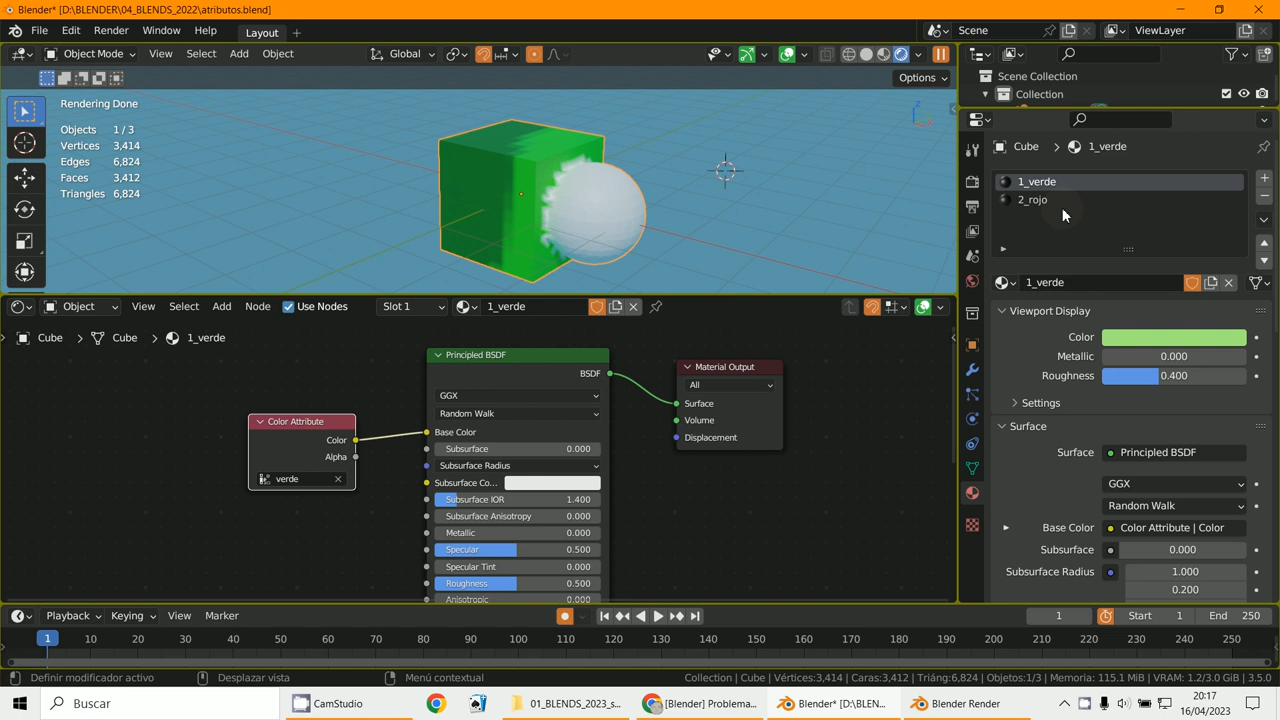 Blender* [D:\BLENDER\04_BLENDS_2022\atributos.blend]
File Edit Render Window Help Layout + Scene ViewLayer
Object Mode View Select Add Object Global
Options
Rendering Done
Objects 1 / 3
Vertices 3,414
Edges 6,824
Faces 3,412
Triangles 6,824
Z
Scene Collection
Collection
Cube > 1_verde
1_verde
2_rojo
1_verde
Viewport Display
Color
Metallic 0.000
Roughness 0.400
Settings
Surface
Surface Principled BSDF
GGX
Random Walk
Base Color Color Attribute | Color
Subsurface 0.000
Subsurface Radius 1.000
0.200
Object View Select Add Node Use Nodes Slot 1 1_verde
Cube > Cube > 1_verde
Color Attribute
Color
Alpha
verde
Principled BSDF
BSDF
GGX
Random Walk
Base Color
Subsurface 0.000
Subsurface Radius
Subsurface Co...
Subsurface IOR 1.400
Subsurface Anisotropy 0.000
Metallic 0.000
Specular 0.500
Specular Tint 0.000
Roughness 0.500
Anisotropic 0.000
Material Output
All
Surface
Volume
Displacement
Playback Keying View Marker 1 Start 1 End 250
1 10 20 30 40 50 60 70 80 90 100 110 120 130 140 150 160 170 180 190 200 210 220 230 240 250
Definir modificador activo Desplazar vista Menú contextual Collection | Cube | Vértices:3,414 | Caras:3,412 | Triáng:6,824 | Objetos:1/3 | Memoria: 115.1 MiB | VRAM: 1.2/3.0 GiB | 3.5.0
Buscar CamStudio 01_BLENDS_2023_s... [Blender] Problema... Blender* [D:\BLEN... Blender Render 20:17
16/04/2023